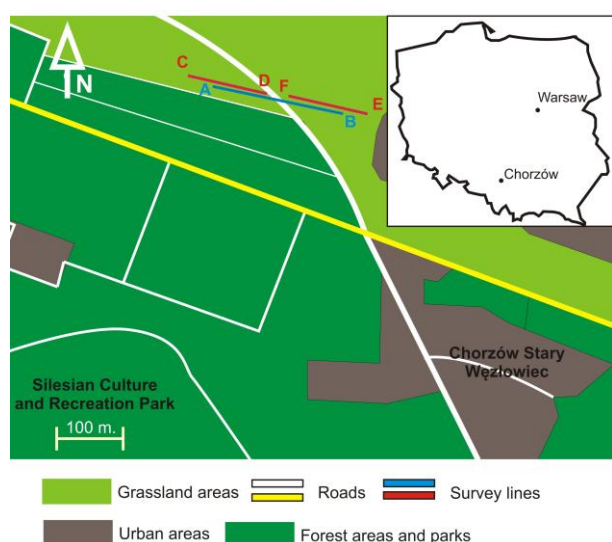 N
C
A
D
F
E
B
Warsaw
Chorzów
Chorzów Stary
Węzłowiec
Silesian Culture
and Recreation Park
100 m.
Grassland areas
Roads
Survey lines
Urban areas
Forest areas and parks